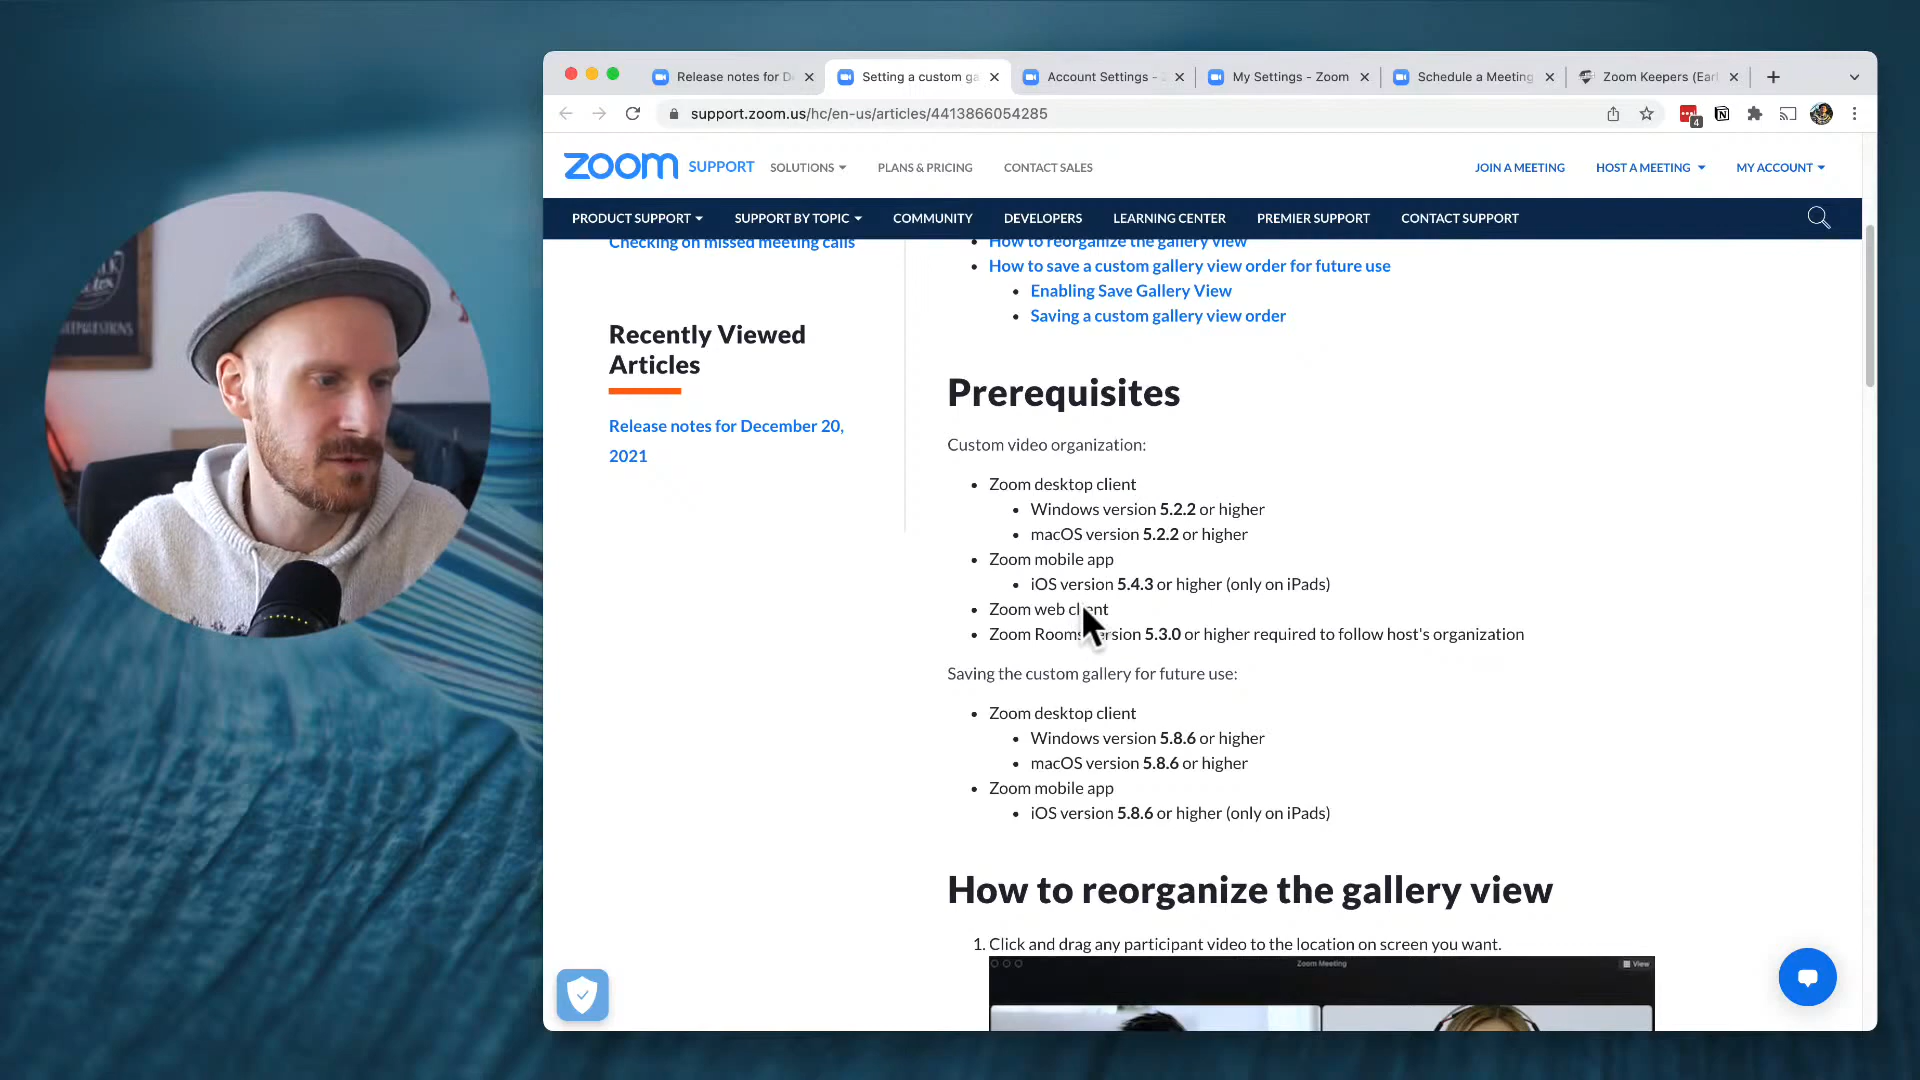 Release notes for D
Setting a custom ga
Account Settings -
My Settings - Zoom
Schedule a Meeting
Zoom Keepers (Earl
support.zoom.us/hc/en-us/articles/4413866054285
4
zoom SUPPORT
SOLUTIONS
PLANS & PRICING
CONTACT SALES
JOIN A MEETING
HOST A MEETING
MY ACCOUNT
PRODUCT SUPPORT
SUPPORT BY TOPIC
COMMUNITY
DEVELOPERS
LEARNING CENTER
PREMIER SUPPORT
CONTACT SUPPORT
Checking on missed meeting calls
Recently Viewed
Articles
Release notes for December 20,
2021
How to reorganize the gallery view
How to save a custom gallery view order for future use
Enabling Save Gallery View
Saving a custom gallery view order
Prerequisites
Custom video organization:
Zoom desktop client
Windows version 5.2.2 or higher
macOS version 5.2.2 or higher
Zoom mobile app
iOS version 5.4.3 or higher (only on iPads)
Zoom web client
Zoom Rooms version 5.3.0 or higher required to follow host's organization
Saving the custom gallery for future use:
Zoom desktop client
Windows version 5.8.6 or higher
macOS version 5.8.6 or higher
Zoom mobile app
iOS version 5.8.6 or higher (only on iPads)
How to reorganize the gallery view
1. Click and drag any participant video to the location on screen you want.
Zoom Meeting
View